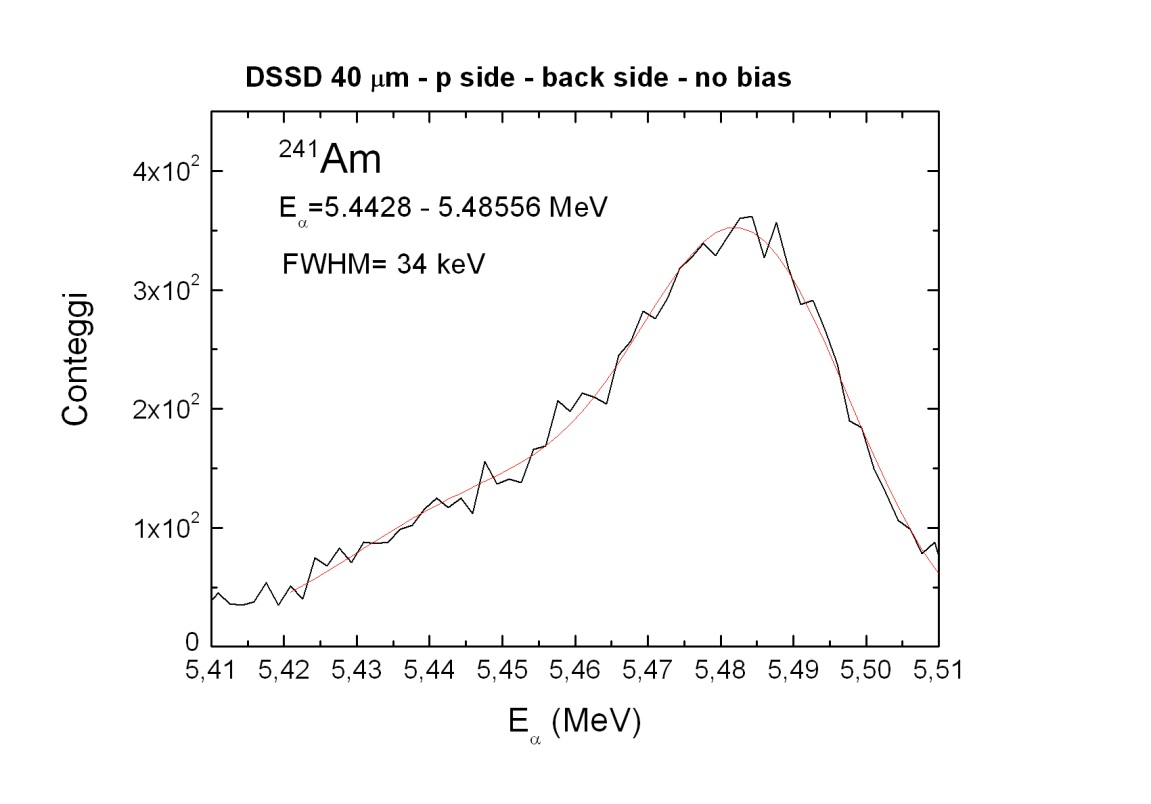 DSSD 40 μm - p side - back side - no bias
²⁴¹Am
Eα=5.4428 - 5.48556 MeV
FWHM= 34 keV
Conteggi
4x10²
3x10²
2x10²
1x10²
0
5,41 5,42 5,43 5,44 5,45 5,46 5,47 5,48 5,49 5,50 5,51
Eα (MeV)